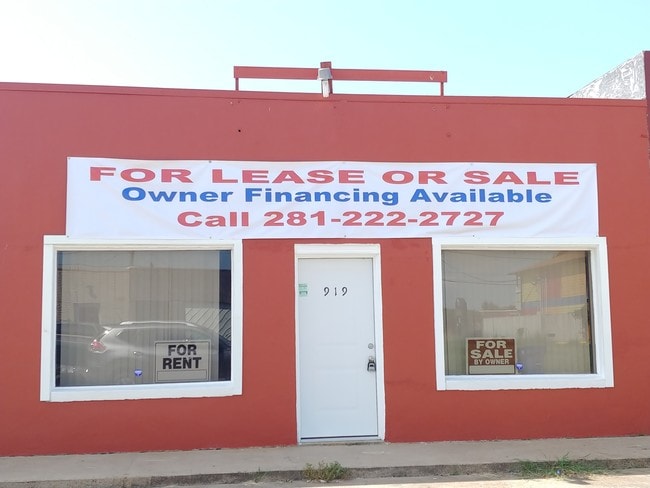 FOR LEASE OR SALE
Owner Financing Available
Call 281-222-2727
919
FOR
RENT
FOR
SALE
BY OWNER